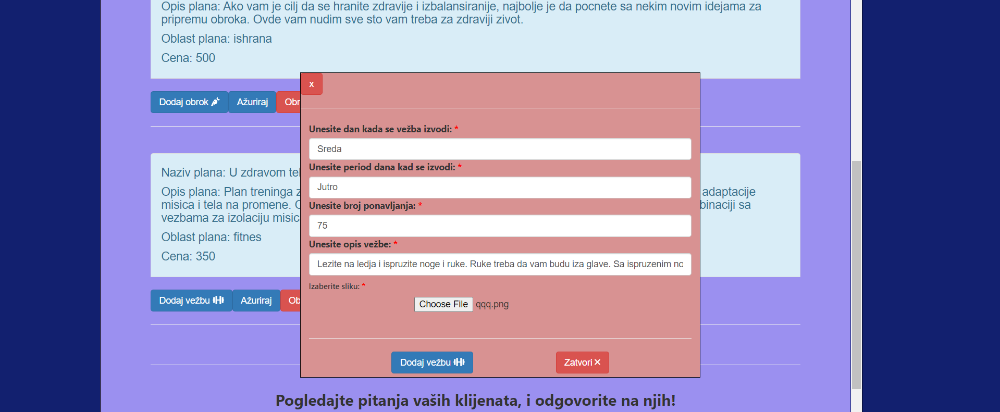 Opis plana: Ako vam je cilj da se hranite zdravije i izbalansiranije, najbolje je da pocnete sa nekim novim idejama za
pripremu obroka. Ovde vam nudim sve sto vam treba za zdraviji zivot.
Oblast plana: ishrana
Cena: 500
Dodaj obrok
Ažuriraj
Obr
x
Unesite dan kada se vežba izvodi: *
Sreda
Unesite period dana kad se izvodi: *
Jutro
Unesite broj ponavljanja: *
75
Unesite opis vežbe: *
Lezite na ledja i ispruzite noge i ruke. Ruke treba da vam budu iza glave. Sa ispruzenim no
Izaberite sliku: *
Choose File qqq.png
Dodaj vežbu
Zatvori
Naziv plana: U zdravom tel
Opis plana: Plan treninga z
adaptacije
misica i tela na promene.
binaciji sa
vezbama za izolaciju misica
Oblast plana: fitnes
Cena: 350
Dodaj vežbu
Ažuriraj
Ob
Pogledajte pitanja vaših klijenata, i odgovorite na njih!